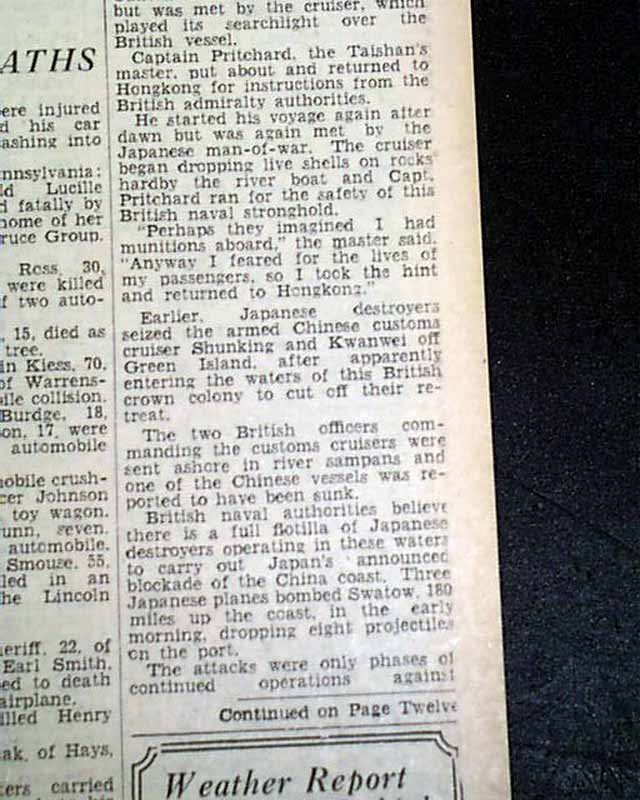 ATHS
ere injured
d his car
ashing into
nnsylvania:
ld Lucille
d fatally by
home of her
ruce Group.
Ross, 30,
were killed
f two auto-
, 15, died as
tree.
in Kiess, 70,
of Warrens-
ile collision.
Burdge, 18,
son, 17, were
automobile
mobile crush-
cer Johnson
toy wagon.
unn, seven.
automobile.
Smouse, 55,
led in an
he Lincoln
heriff, 22, of
Earl Smith,
ed to death
airplane.
illed Henry
ak, of Hays,
ters carried
but was met by the cruiser, which
played its searchlight over the
British vessel.
Captain Pritchard, the Taishan's
master, put about and returned to
Hongkong for instructions from the
British admiralty authorities.
He started his voyage again after
dawn but was again met by the
Japanese man-of-war. The cruiser
began dropping live shells on rocks
hardby the river boat and Capt.
Pritchard ran for the safety of this
British naval stronghold.
"Perhaps they imagined I had
munitions aboard," the master said.
"Anyway I feared for the lives of
my passengers, so I took the hint
and returned to Hongkong."
Earlier, Japanese destroyers
seized the armed Chinese customs
cruiser Shunking and Kwanwei off
Green Island, after apparently
entering the waters of this British
crown colony to cut off their re-
treat.
The two British officers com-
manding the customs cruisers were
sent ashore in river sampans and
one of the Chinese vessels was re-
ported to have been sunk.
British naval authorities believe
there is a full flotilla of Japanese
destroyers operating in these waters
to carry out Japan's announced
blockade of the China coast. Three
Japanese planes bombed Swatow, 180
miles up the coast, in the early
morning, dropping eight projectiles
on the port.
The attacks were only phases of
continued operations against
Continued on Page Twelve
Weather Report